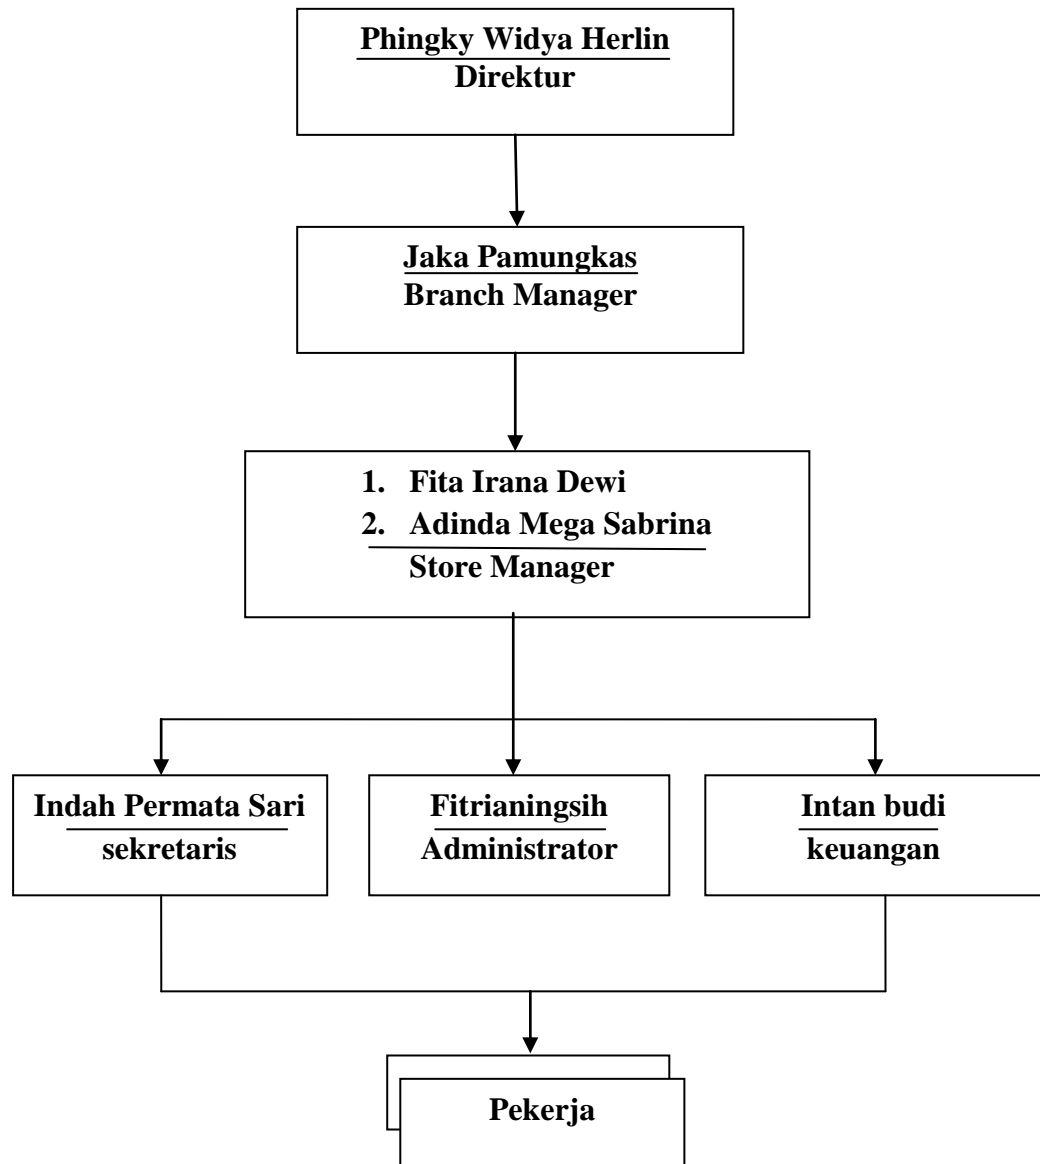 Phingky Widya Herlin
Direktur
Jaka Pamungkas
Branch Manager
1. Fita Irana Dewi
2. Adinda Mega Sabrina
Store Manager
Indah Permata Sari
sekretaris
Fitrianingsih
Administrator
Intan budi
keuangan
Pekerja